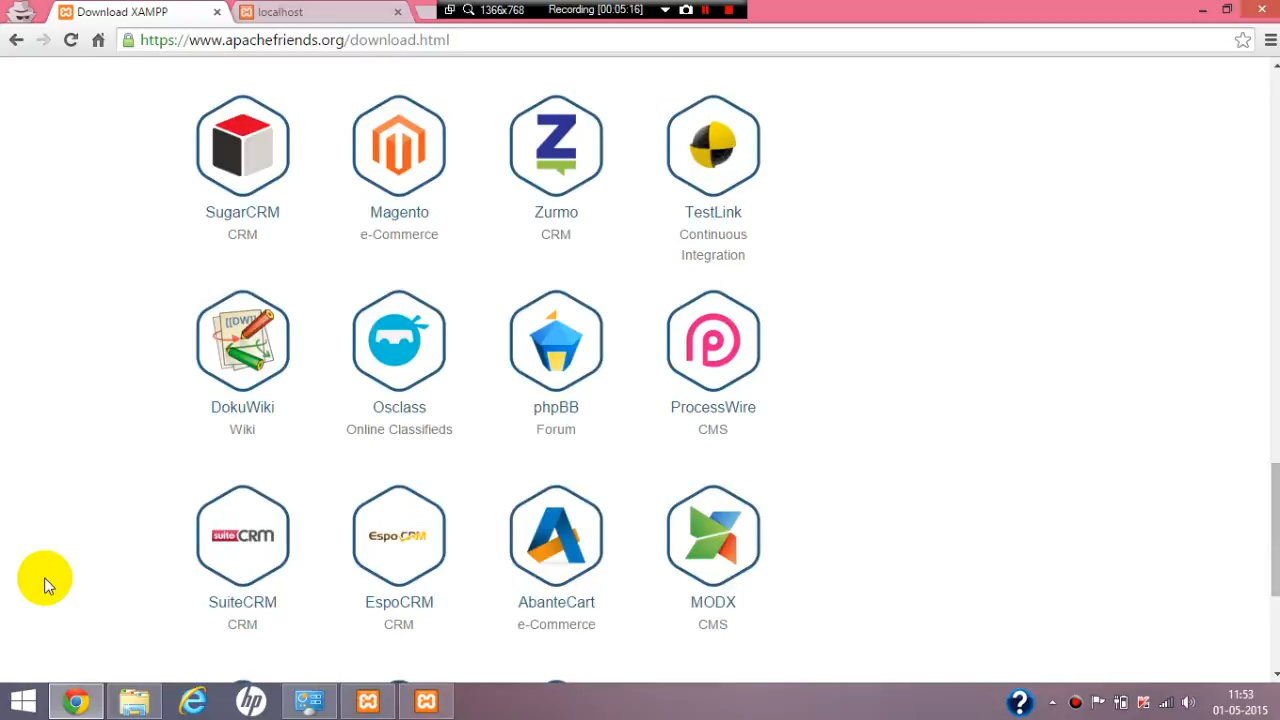 Download XAMPP
localhost
1366x768
Recording [00:05:16]
https://www.apachefriends.org/download.html
SugarCRM
CRM
Magento
e-Commerce
Z
Zurmo
CRM
TestLink
Continuous
Integration
[[DW]]
DokuWiki
Wiki
Osclass
Online Classifieds
phpBB
Forum
ProcessWire
CMS
suiteCRM
SuiteCRM
CRM
EspoCRM
EspoCRM
CRM
AbanteCart
e-Commerce
MODX
CMS
hp
?
11:53
01-05-2015